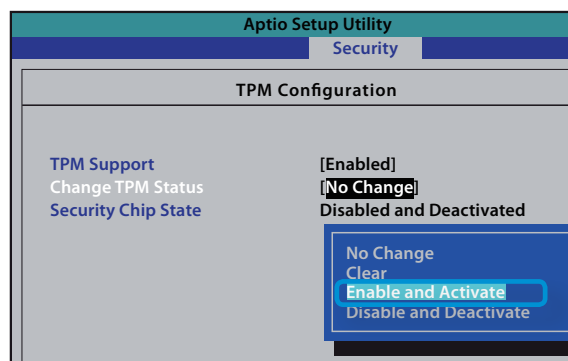 Aptio Setup Utility
Security
TPM Configuration
TPM Support [Enabled]
Change TPM Status [No Change]
Security Chip State Disabled and Deactivated
No Change
Clear
Enable and Activate
Disable and Deactivate